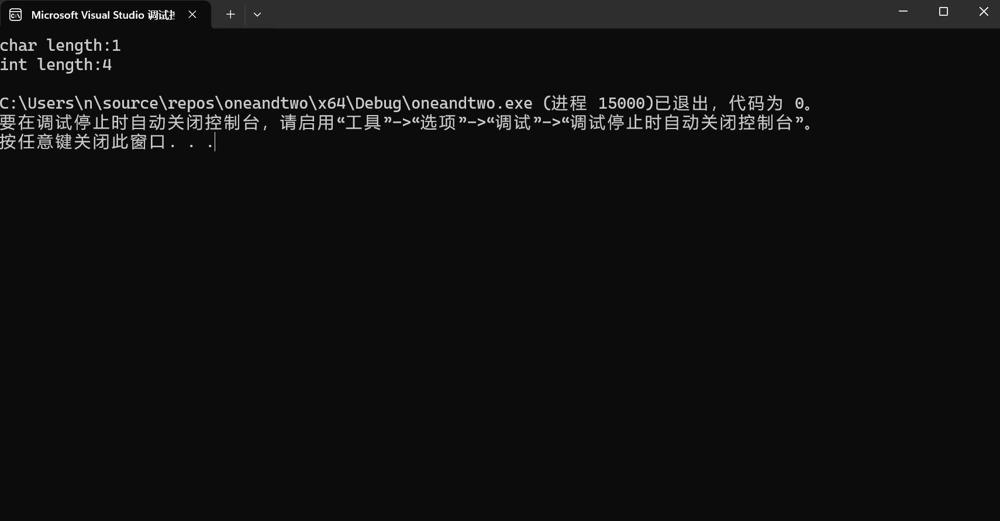 Microsoft Visual Studio 调试
char length:1
int length:4
C:\Users\n\source\repos\oneandtwo\x64\Debug\oneandtwo.exe (进程 15000)已退出，代码为 0。
要在调试停止时自动关闭控制台，请启用“工具”->“选项”->“调试”->“调试停止时自动关闭控制台”。
按任意键关闭此窗口. . .